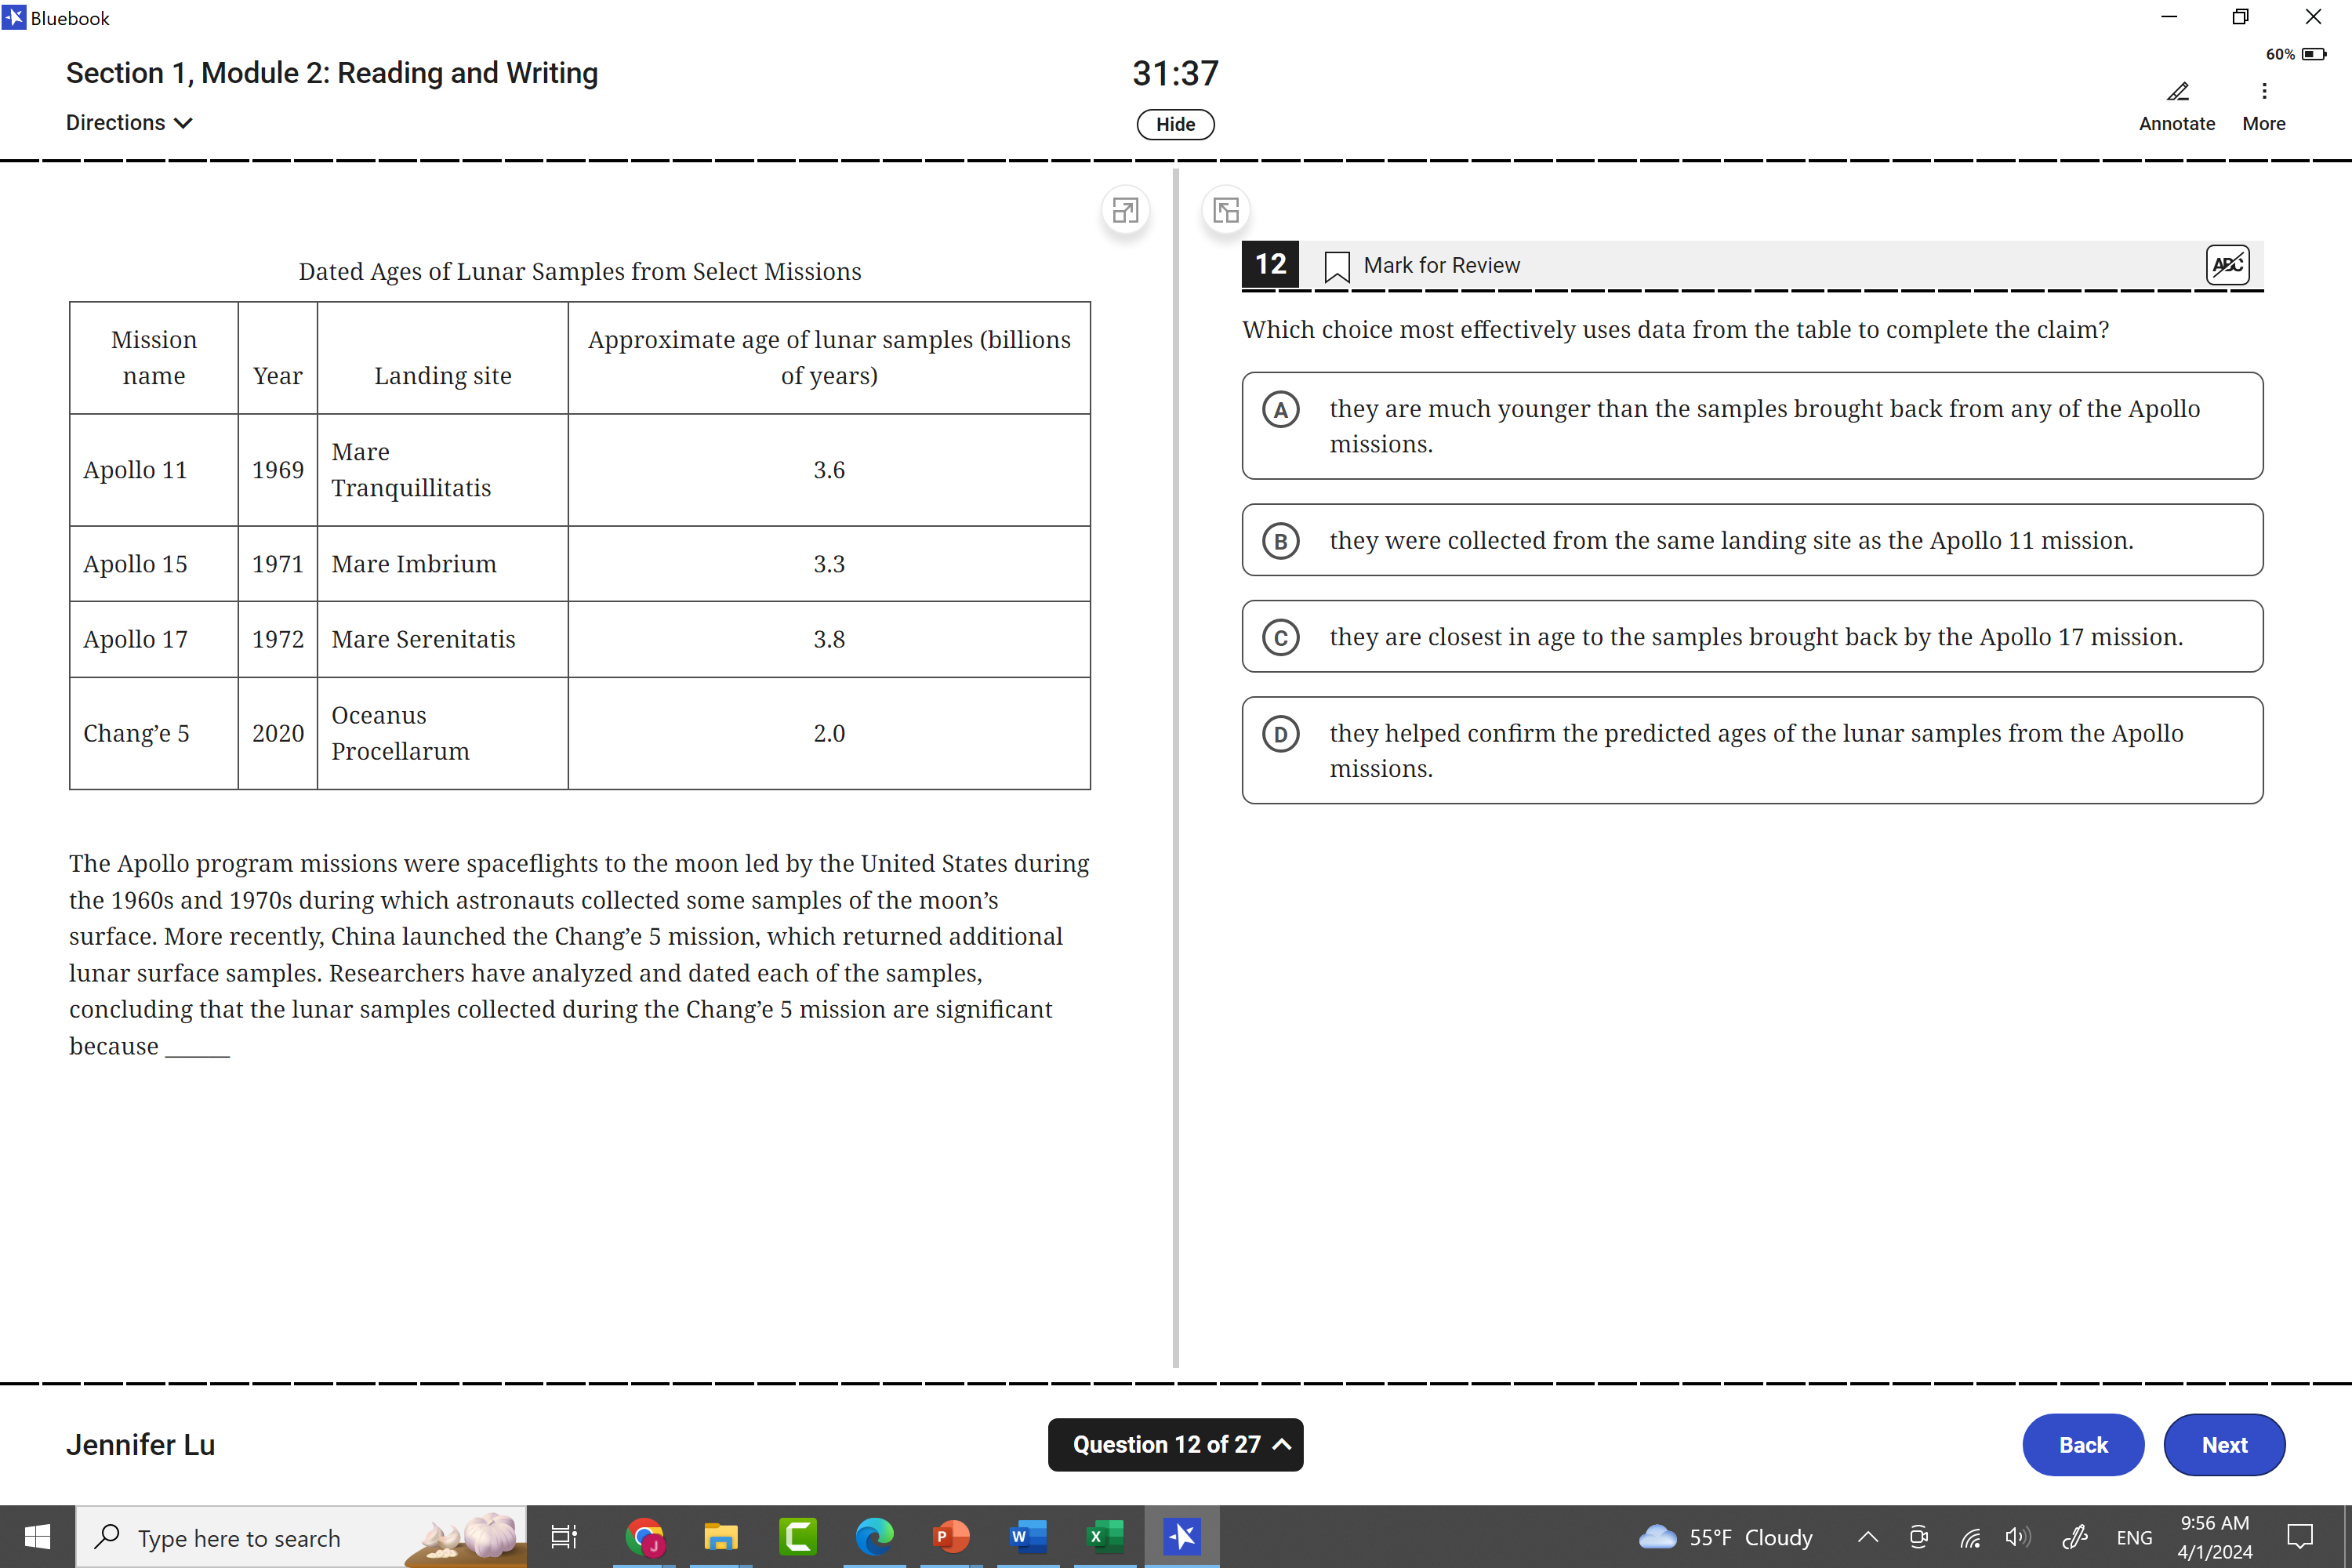 Bluebook
Section 1, Module 2: Reading and Writing
Directions
31:37
Hide
60%
Annotate
More
Dated Ages of Lunar Samples from Select Missions
Mission name
Year
Landing site
Approximate age of lunar samples (billions of years)
Apollo 11
1969
Mare Tranquillitatis
3.6
Apollo 15
1971
Mare Imbrium
3.3
Apollo 17
1972
Mare Serenitatis
3.8
Chang’e 5
2020
Oceanus Procellarum
2.0
The Apollo program missions were spaceflights to the moon led by the United States during
the 1960s and 1970s during which astronauts collected some samples of the moon’s
surface. More recently, China launched the Chang’e 5 mission, which returned additional
lunar surface samples. Researchers have analyzed and dated each of the samples,
concluding that the lunar samples collected during the Chang’e 5 mission are significant
because ______
12
Mark for Review
ABC
Which choice most effectively uses data from the table to complete the claim?
A
they are much younger than the samples brought back from any of the Apollo
missions.
B
they were collected from the same landing site as the Apollo 11 mission.
C
they are closest in age to the samples brought back by the Apollo 17 mission.
D
they helped confirm the predicted ages of the lunar samples from the Apollo
missions.
Jennifer Lu
Question 12 of 27
Back
Next
Type here to search
J
P
W
X
55°F Cloudy
ENG
9:56 AM
4/1/2024